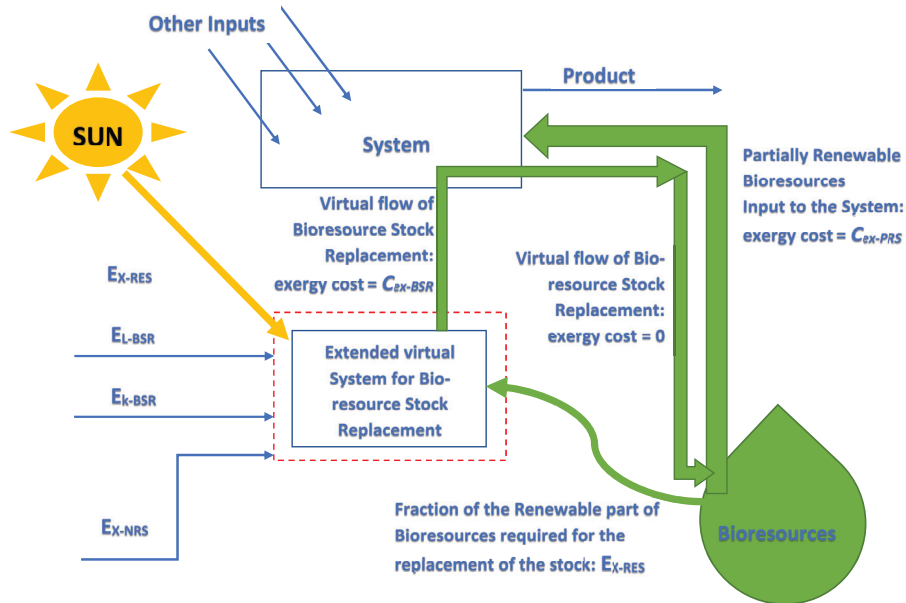 Other Inputs
Product
SUN
System
Partially Renewable
Bioresources
Input to the System:
exergy cost = Cex-PRS
Virtual flow of
Bioresource Stock
Replacement:
exergy cost = Cex-BSR
Virtual flow of Bio-
resource Stock
Replacement:
exergy cost = 0
EX-RES
EL-BSR
Ek-BSR
EX-NRS
Extended virtual
System for Bio-
resource Stock
Replacement
Fraction of the Renewable part of
Bioresources required for the
replacement of the stock: EX-RES
Bioresources